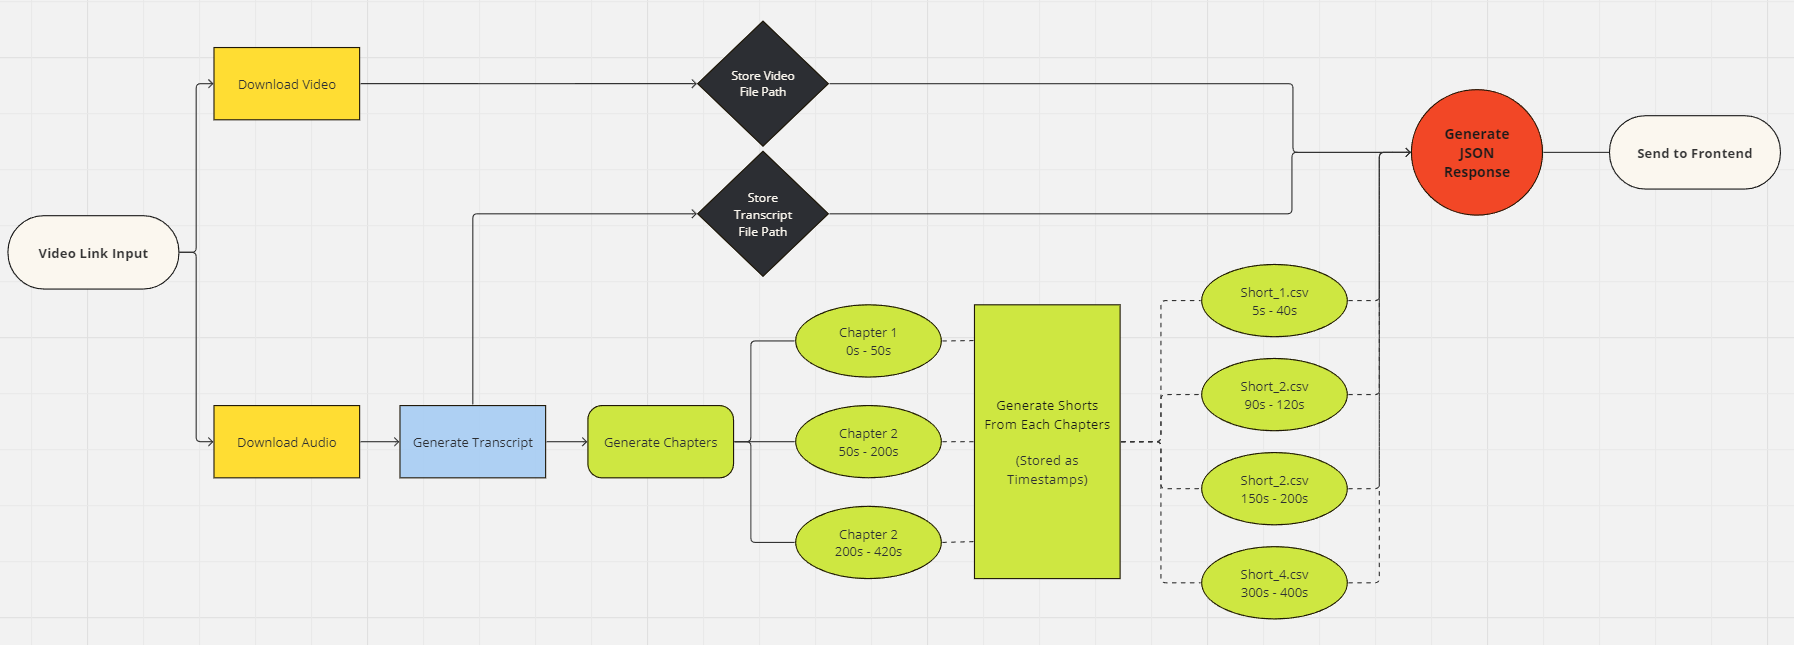 Download Video
Store Video
File Path
Generate
JSON
Response
Send to Frontend
Store
Transcript
File Path
Video Link Input
Download Audio
Generate Transcript
Generate Chapters
Chapter 1
0s - 50s
Chapter 2
50s - 200s
Chapter 2
200s - 420s
Generate Shorts
From Each Chapters
(Stored as
Timestamps)
Short_1.csv
5s - 40s
Short_2.csv
90s - 120s
Short_2.csv
150s - 200s
Short_4.csv
300s - 400s